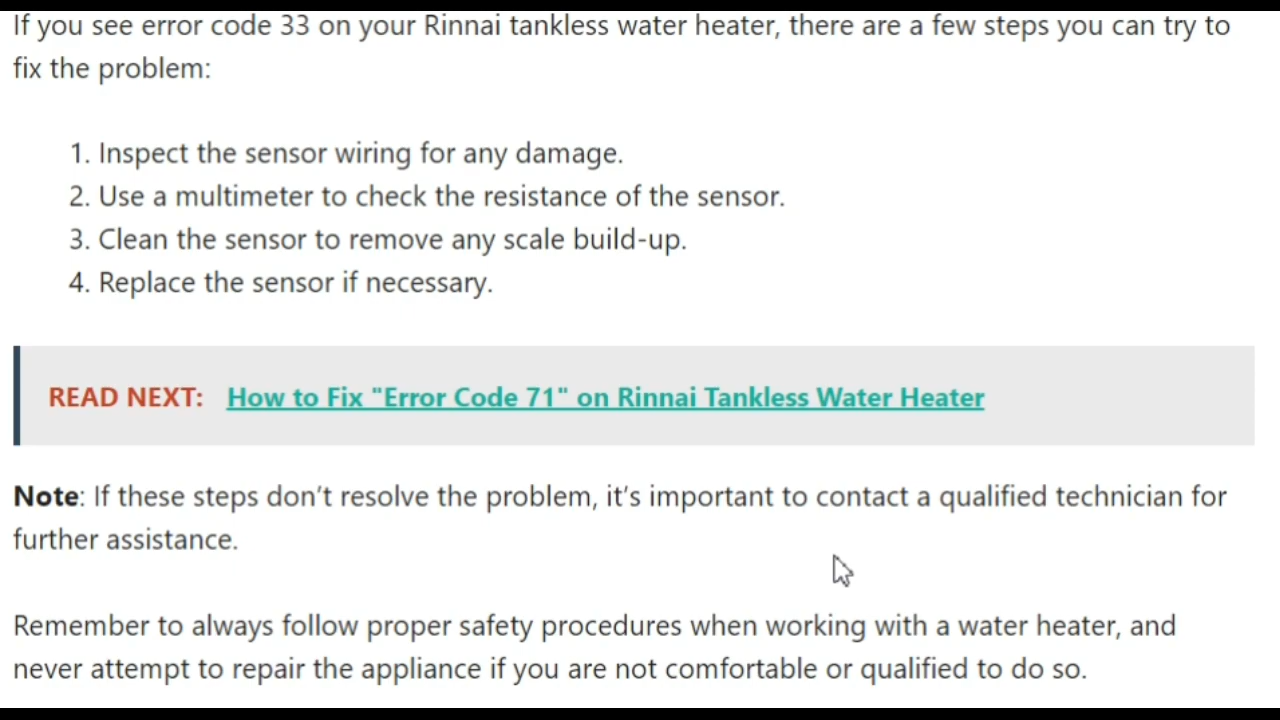 If you see error code 33 on your Rinnai tankless water heater, there are a few steps you can try to
fix the problem:
1. Inspect the sensor wiring for any damage.
2. Use a multimeter to check the resistance of the sensor.
3. Clean the sensor to remove any scale build-up.
4. Replace the sensor if necessary.
READ NEXT: How to Fix "Error Code 71" on Rinnai Tankless Water Heater
Note: If these steps don’t resolve the problem, it’s important to contact a qualified technician for
further assistance.
Remember to always follow proper safety procedures when working with a water heater, and
never attempt to repair the appliance if you are not comfortable or qualified to do so.